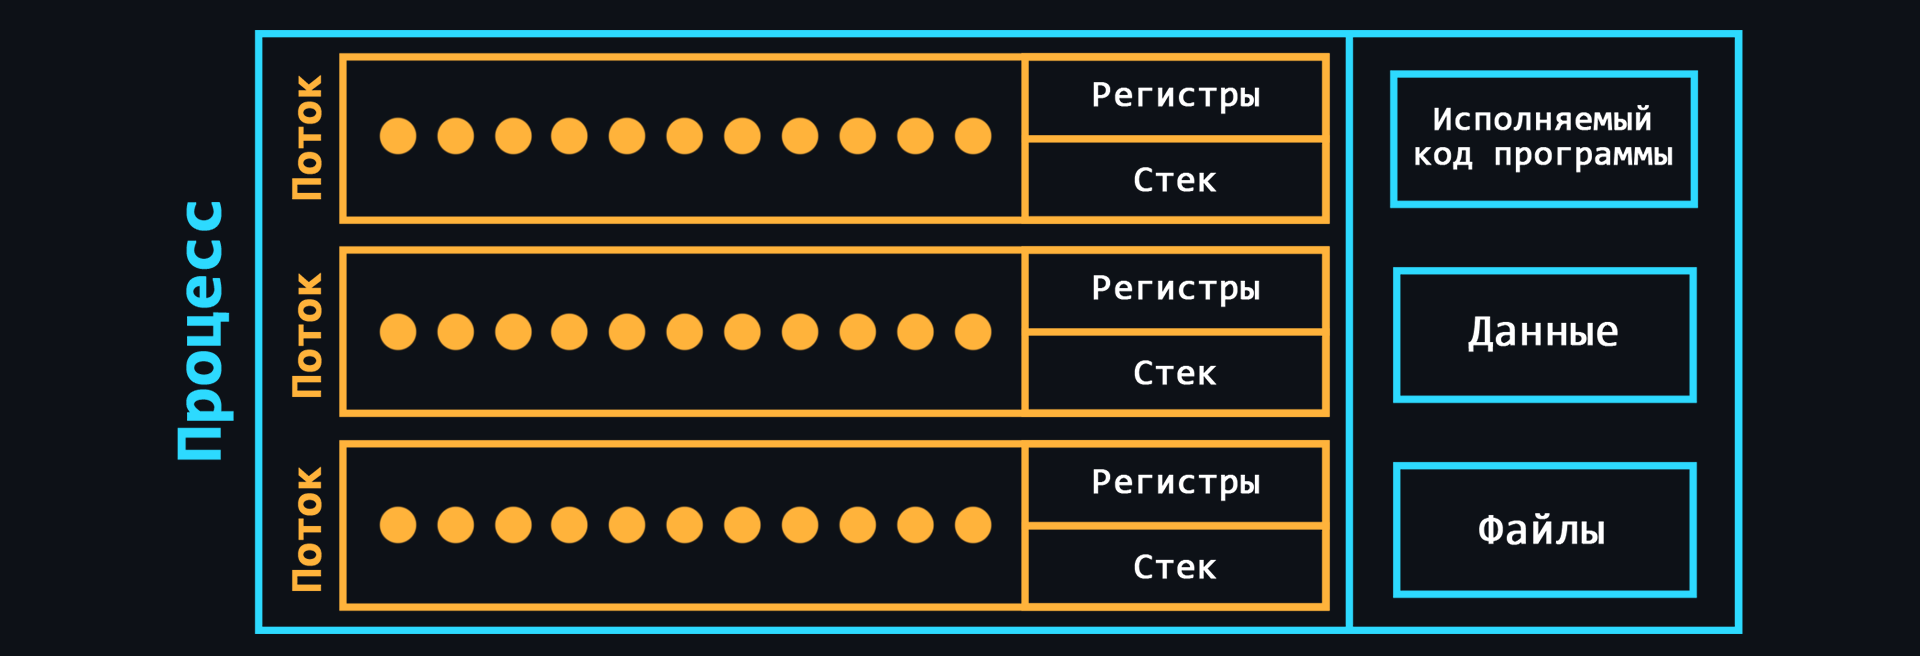 Процесс
Поток
Регистры
Стек
Поток
Регистры
Стек
Поток
Регистры
Стек
Исполняемый
код программы
Данные
Файлы